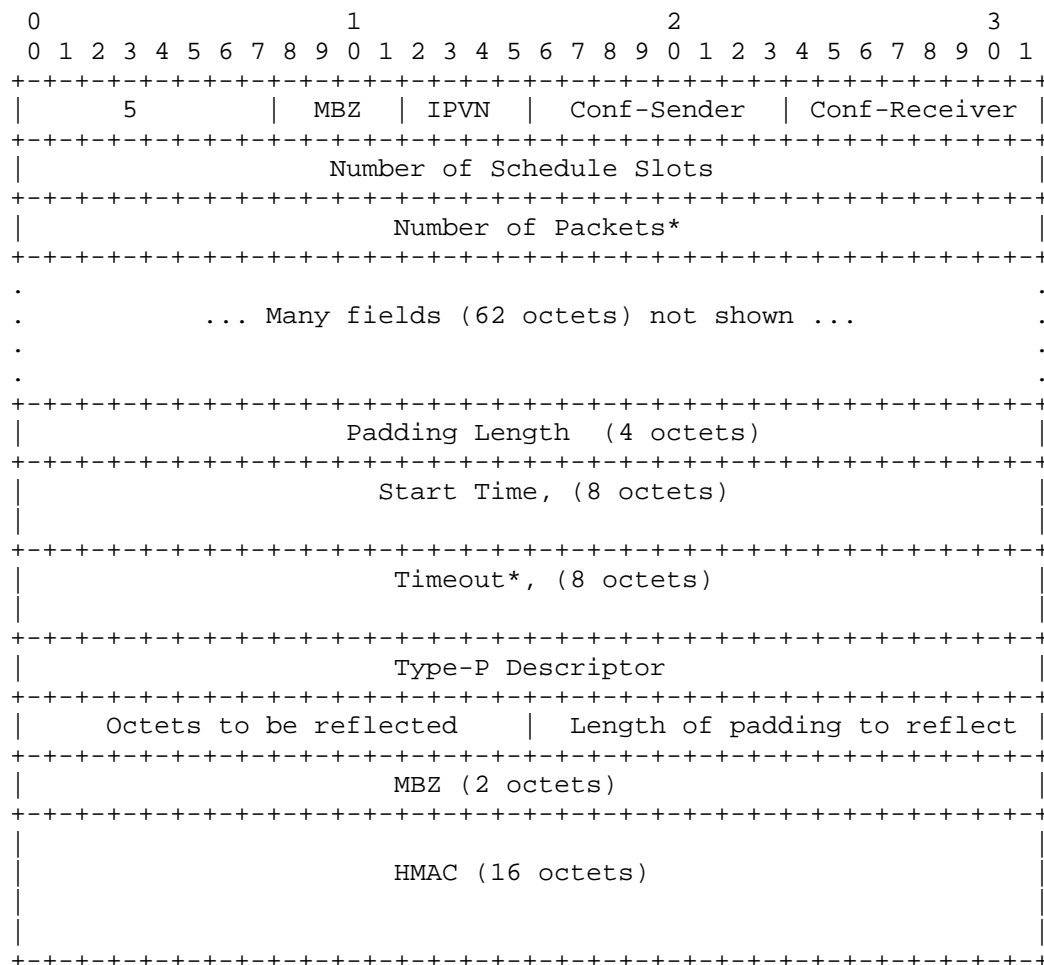 0                   1                   2                   3
 0 1 2 3 4 5 6 7 8 9 0 1 2 3 4 5 6 7 8 9 0 1 2 3 4 5 6 7 8 9 0 1
+-+-+-+-+-+-+-+-+-+-+-+-+-+-+-+-+-+-+-+-+-+-+-+-+-+-+-+-+-+-+-+-+
|      5        |  MBZ  | IPVN  |  Conf-Sender  | Conf-Receiver |
+-+-+-+-+-+-+-+-+-+-+-+-+-+-+-+-+-+-+-+-+-+-+-+-+-+-+-+-+-+-+-+-+
|                   Number of Schedule Slots                    |
+-+-+-+-+-+-+-+-+-+-+-+-+-+-+-+-+-+-+-+-+-+-+-+-+-+-+-+-+-+-+-+-+
|                       Number of Packets*                      |
+-+-+-+-+-+-+-+-+-+-+-+-+-+-+-+-+-+-+-+-+-+-+-+-+-+-+-+-+-+-+-+-+
.                                                               .
.           ... Many fields (62 octets) not shown ...           .
.                                                               .
.                                                               .
+-+-+-+-+-+-+-+-+-+-+-+-+-+-+-+-+-+-+-+-+-+-+-+-+-+-+-+-+-+-+-+-+
|                    Padding Length  (4 octets)                 |
+-+-+-+-+-+-+-+-+-+-+-+-+-+-+-+-+-+-+-+-+-+-+-+-+-+-+-+-+-+-+-+-+
|                      Start Time, (8 octets)                   |
|                                                               |
+-+-+-+-+-+-+-+-+-+-+-+-+-+-+-+-+-+-+-+-+-+-+-+-+-+-+-+-+-+-+-+-+
|                       Timeout*, (8 octets)                    |
|                                                               |
+-+-+-+-+-+-+-+-+-+-+-+-+-+-+-+-+-+-+-+-+-+-+-+-+-+-+-+-+-+-+-+-+
|                       Type-P Descriptor                       |
+-+-+-+-+-+-+-+-+-+-+-+-+-+-+-+-+-+-+-+-+-+-+-+-+-+-+-+-+-+-+-+-+
|     Octets to be reflected    |  Length of padding to reflect |
+-+-+-+-+-+-+-+-+-+-+-+-+-+-+-+-+-+-+-+-+-+-+-+-+-+-+-+-+-+-+-+-+
|                       MBZ (2 octets)                          |
+-+-+-+-+-+-+-+-+-+-+-+-+-+-+-+-+-+-+-+-+-+-+-+-+-+-+-+-+-+-+-+-+
|                                                               |
|                       HMAC (16 octets)                        |
|                                                               |
|                                                               |
+-+-+-+-+-+-+-+-+-+-+-+-+-+-+-+-+-+-+-+-+-+-+-+-+-+-+-+-+-+-+-+-+